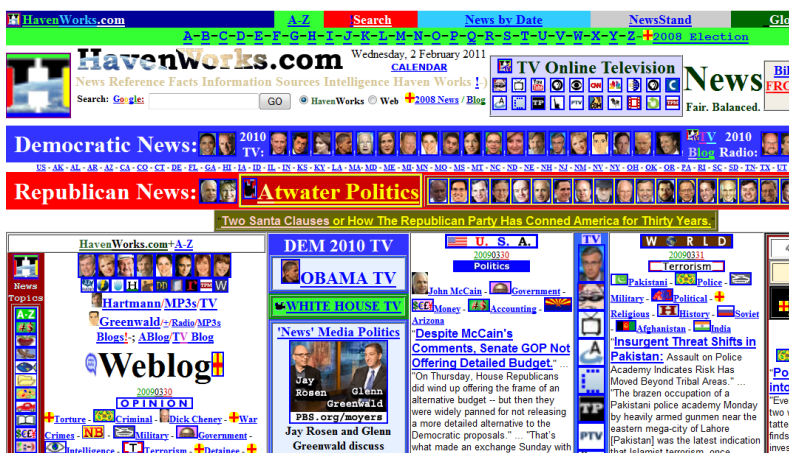 HavenWorks.com A-Z Search News by Date NewsStand Glo
A-B-C-D-E-F-G-H-I-J-K-L-M-N-O-P-Q-R-S-T-U-V-W-X-Y-Z-+2008 Election
HavenWorks.com
Wednesday, 2 February 2011
CALENDAR
News Reference Facts Information Sources Intelligence Haven Works !-)
Search: Google: GO HavenWorks Web +2008 News / Blog
TV Online Television
News
Fair. Balanced.
Bil
FRO
Democratic News: 2010 TV: TV Blog 2010 Radio:
US - AK - AL - AR - AZ - CA - CO - CT - DE - FL - GA - HI - IA - ID - IL - IN - KS - KY - LA - MA - MD - ME - MI - MN - MO - MS - MT - NC - ND - NE - NH - NJ - NM - NV - NY - OH - OK - OR - PA - RI - SC - SD - TN - TX - UT
Republican News: Atwater Politics
"Two Santa Clauses or How The Republican Party Has Conned America for Thirty Years."
HavenWorks.com+A-Z
News
Topics
A-Z
Hartmann/MP3s/TV
Greenwald/+/Radio/MP3s
Blogs!-; ABlog/TV Blog
Weblog+
20090330
OPINION
+Torture - Criminal - Dick Cheney - +War
Crimes - NB - Military - Government -
Intelligence - Terrorism - +Detainee - +
DEM 2010 TV
OBAMA TV
WHITE HOUSE TV
'News' Media Politics
Jay
Rosen
Glenn
Greenwald
PBS.org/moyers
Jay Rosen and Glenn
Greenwald discuss
U. S. A.
20090330
Politics
John McCain - Government -
Money - Accounting -
Arizona
"Despite McCain's
Comments, Senate GOP Not
Offering Detailed Budget." ...
"On Thursday, House Republicans
did wind up offering the frame of an
alternative budget -- but then they
were widely panned for not releasing
a more detailed alternative to the
Democratic proposals." ... "That's
what made an exchange Sunday with
TV
TP
PTV
WORLD
20090331
Terrorism
Pakistani - Police -
Military - Political - +
Religious - History - Soviet
- Afghanistan - India
"Insurgent Threat Shifts in
Pakistan: Assault on Police
Academy Indicates Risk Has
Moved Beyond Tribal Areas." ...
"The brazen occupation of a
Pakistani police academy Monday
by heavily armed gunmen near the
eastern mega-city of Lahore
[Pakistan] was the latest indication
that Islamist terrorism, once
"Po
into
"Eve
two w
tatte
finds
inves